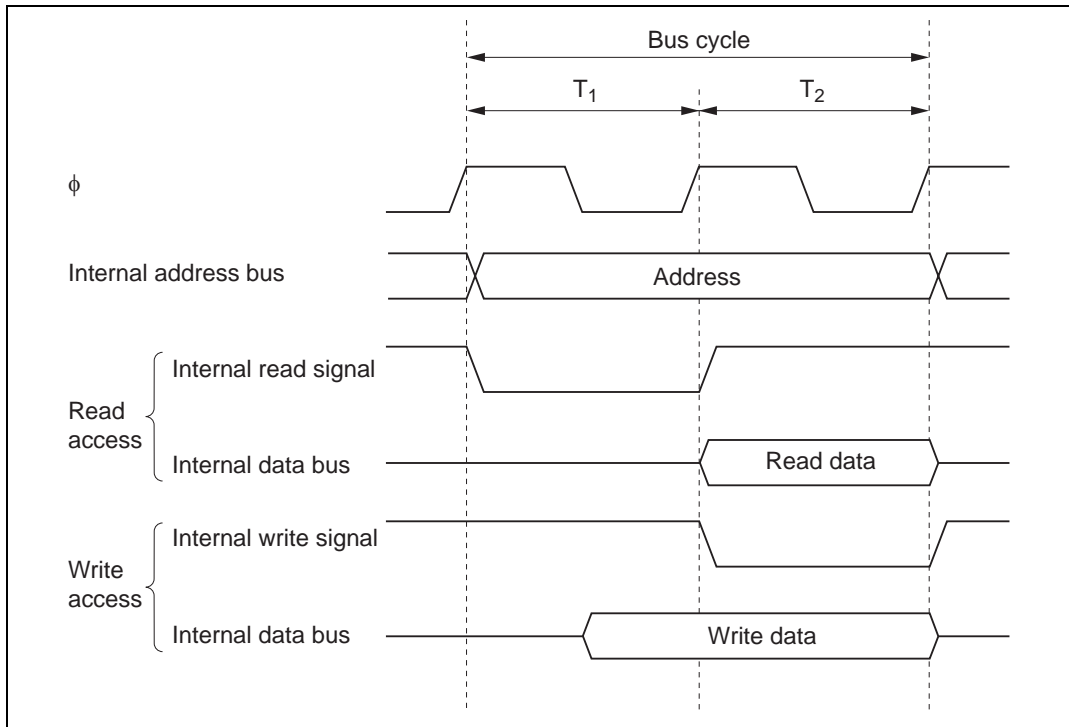 Bus cycle
T1 T2
ϕ
Internal address bus Address
Read access
Internal read signal
Internal data bus Read data
Write access
Internal write signal
Internal data bus Write data